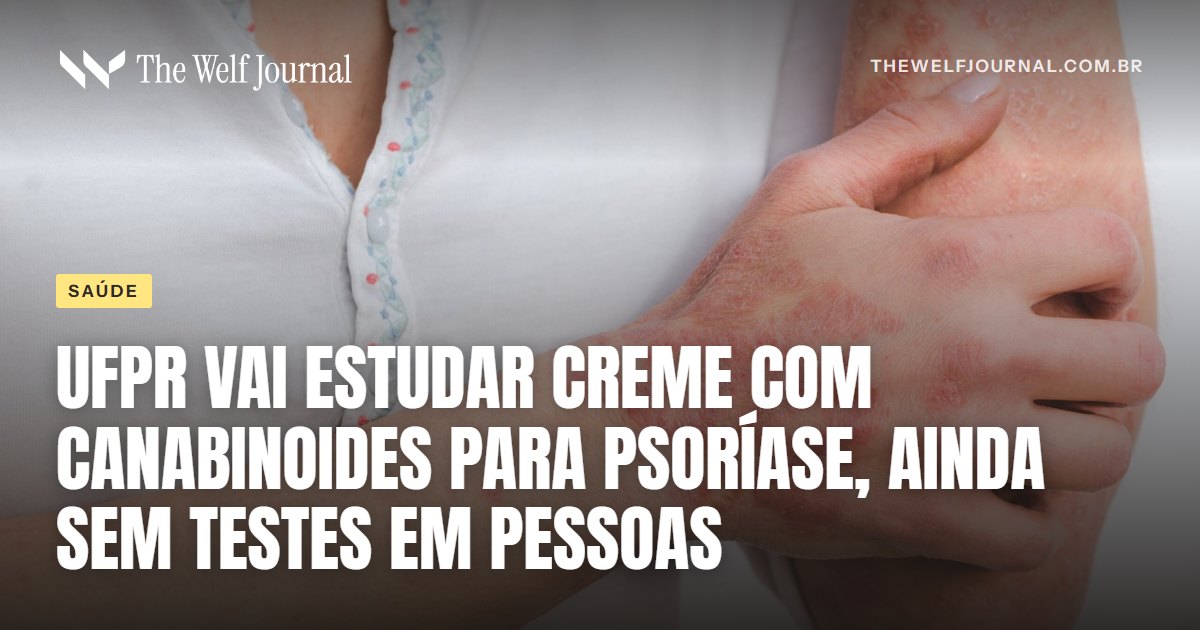 The Welf Journal
THEWELFJOURNAL.COM.BR
SAÚDE
UFPR VAI ESTUDAR CREME COM
CANABINOIDES PARA PSORÍASE, AINDA
SEM TESTES EM PESSOAS